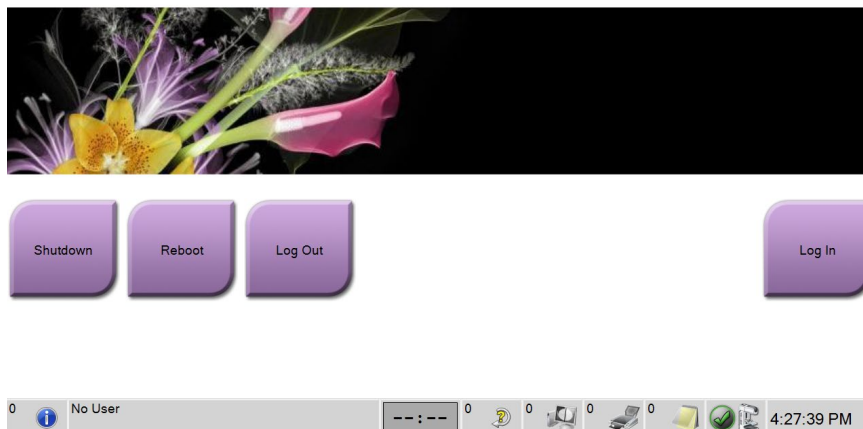 Shutdown
Reboot
Log Out
Log In
0
No User
--:--
0
0
0
0
4:27:39 PM